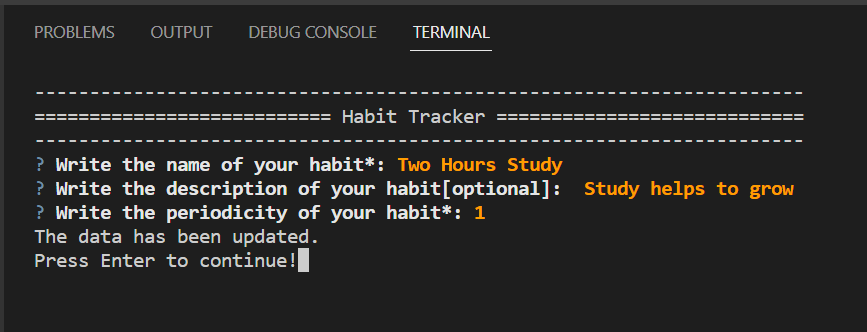 PROBLEMS OUTPUT DEBUG CONSOLE TERMINAL
----------------------------------------------------------------------
=========================== Habit Tracker ============================
----------------------------------------------------------------------
? Write the name of your habit*: Two Hours Study
? Write the description of your habit[optional]:  Study helps to grow
? Write the periodicity of your habit*: 1
The data has been updated.
Press Enter to continue!